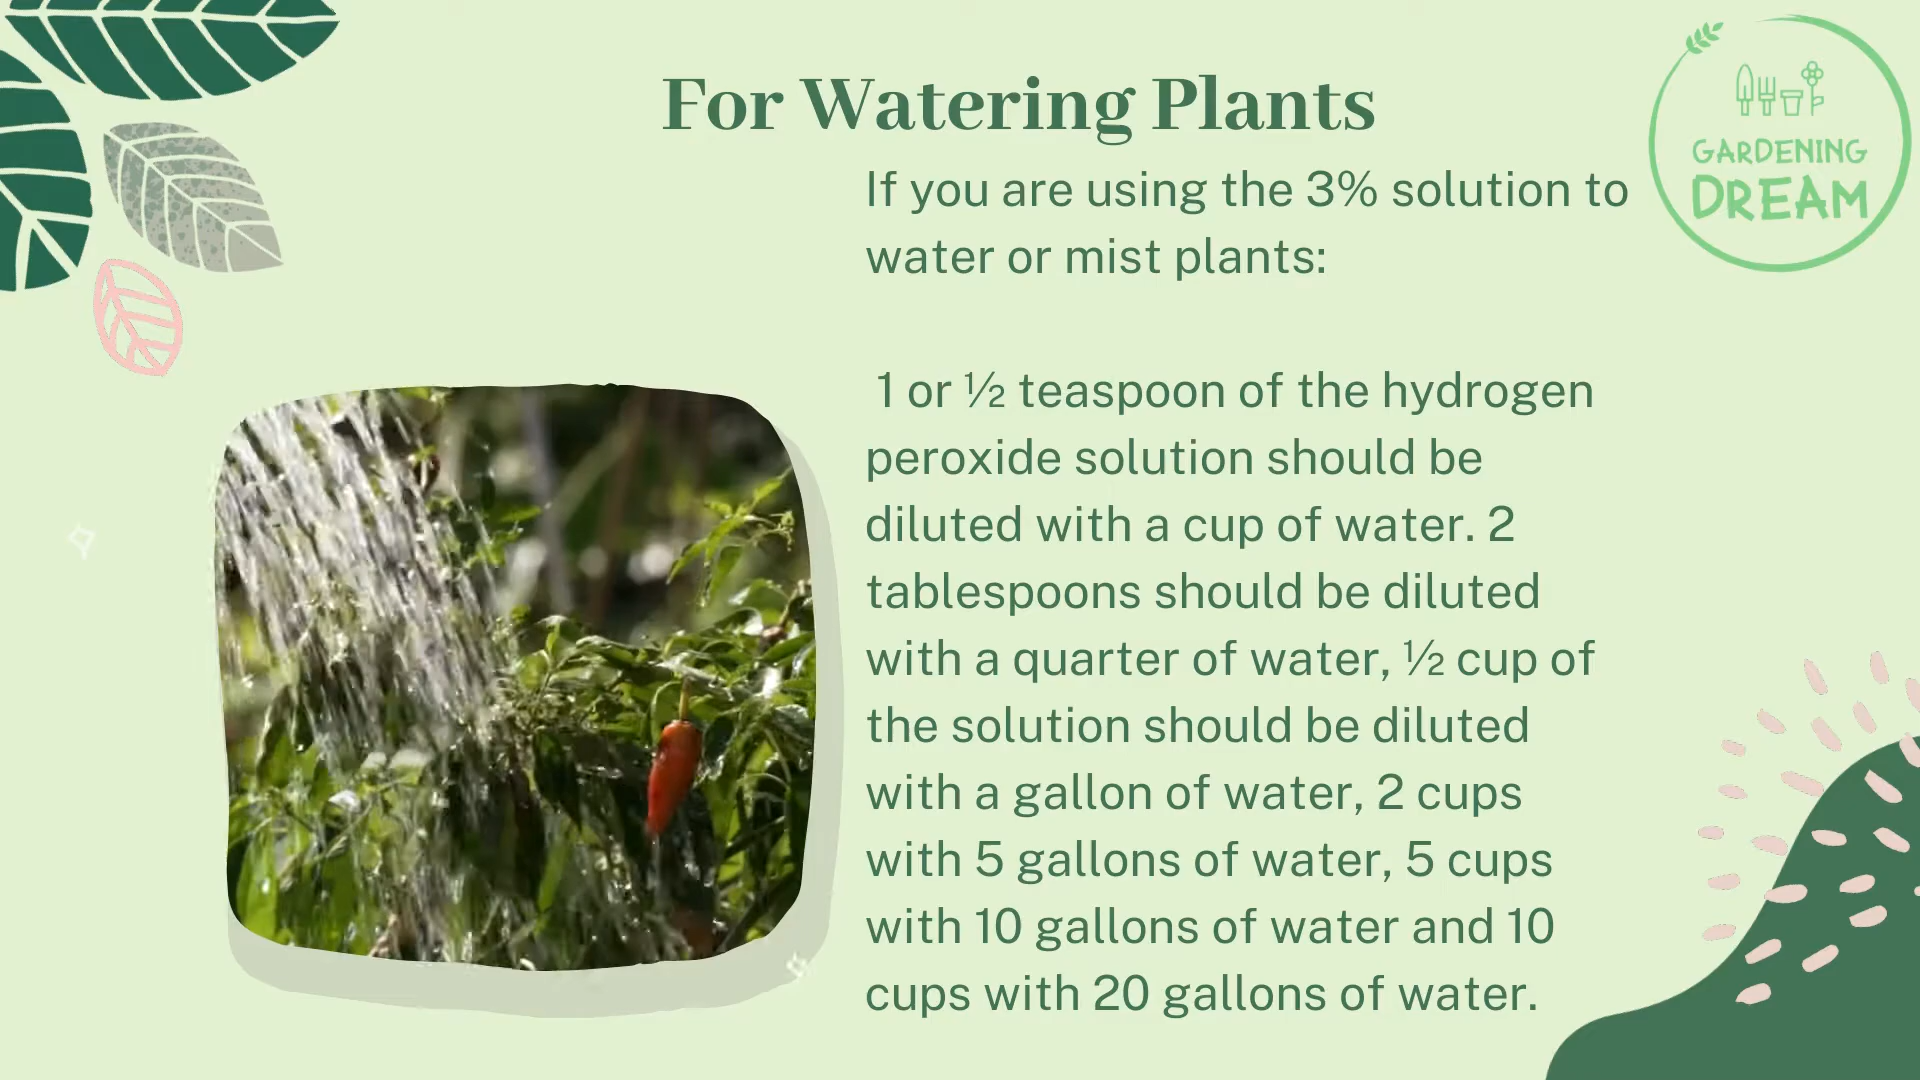 For Watering Plants
GARDENING
DREAM
If you are using the 3% solution to
water or mist plants:
1 or ½ teaspoon of the hydrogen
peroxide solution should be
diluted with a cup of water. 2
tablespoons should be diluted
with a quarter of water, ½ cup of
the solution should be diluted
with a gallon of water, 2 cups
with 5 gallons of water, 5 cups
with 10 gallons of water and 10
cups with 20 gallons of water.